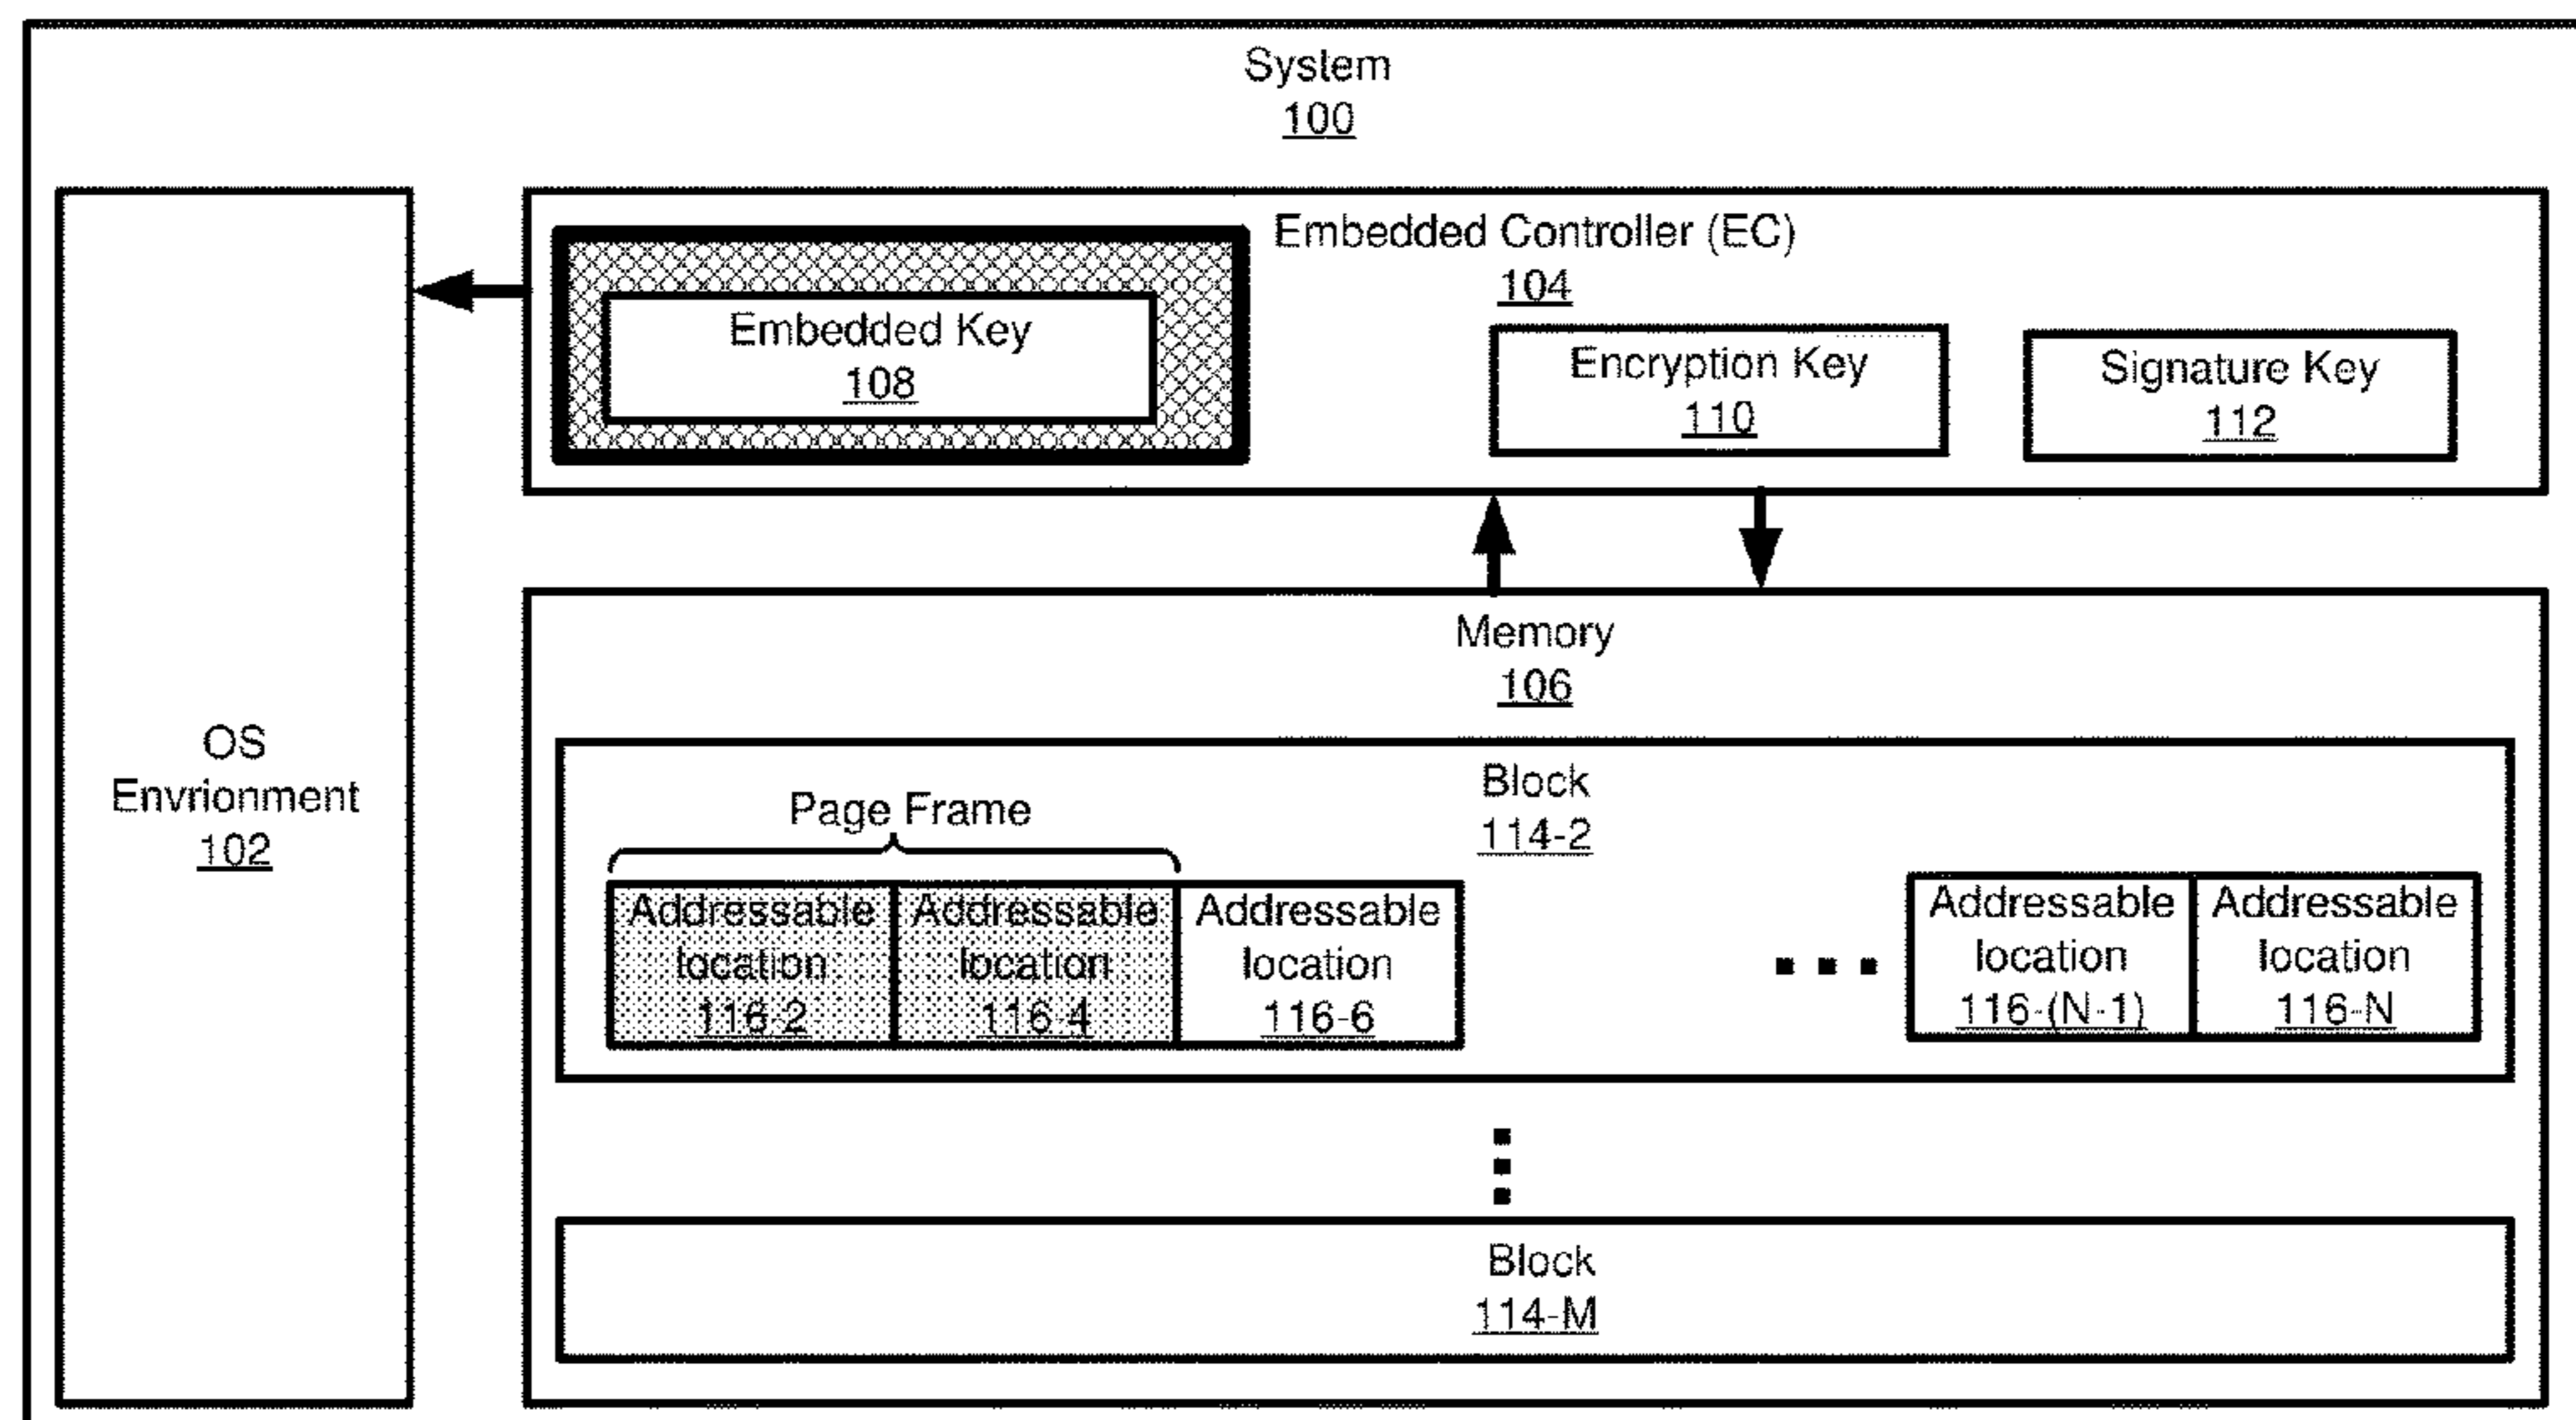 System
100
Embedded Controller (EC)
104
Embedded Key
108
Encryption Key
110
Signature Key
112
OS
Envrionment
102
Memory
106
Block
114-2
Page Frame
Addressable location 116-2
Addressable location 116-4
Addressable location 116-6
Addressable location 116-(N-1)
Addressable location 116-N
Block
114-M